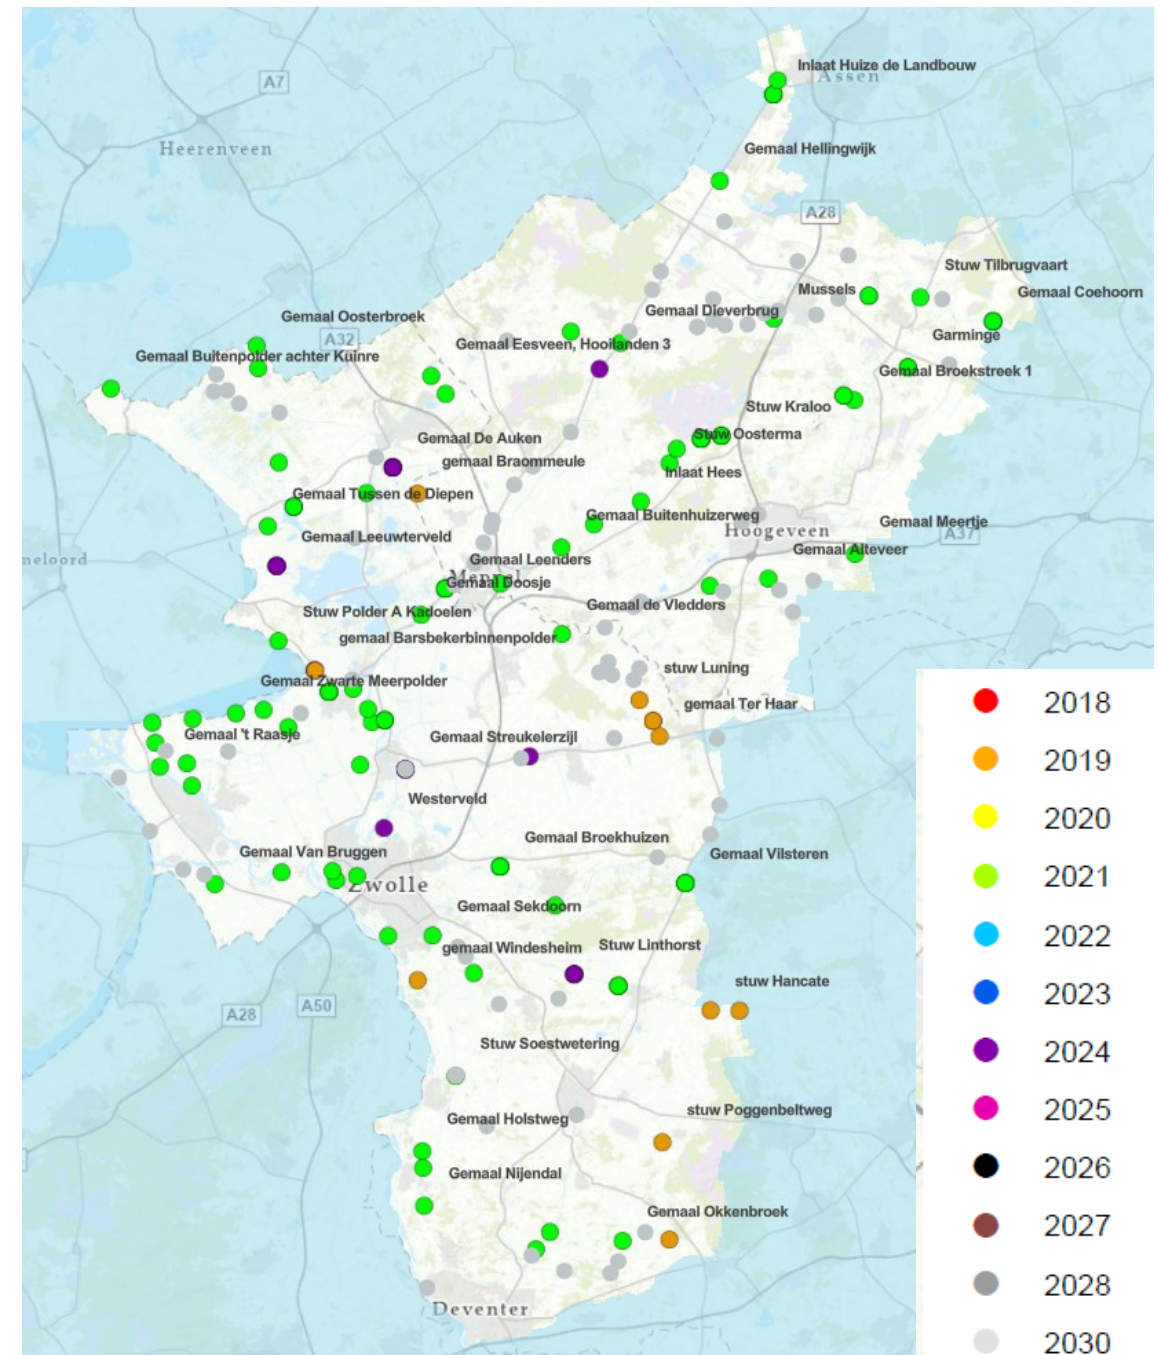 Inlaat Huize de Landbouw
Assen
A7
Heerenveen
Gemaal Hellingwijk
A28
Stuw Tilbrugvaart
Mussels
Gemaal Coehoorn
Gemaal Dieverbrug
Gemaal Oosterbroek
A32
Garminge
Gemaal Eesveen, Hooilanden 3
Gemaal Buitenpolder achter Kuinre
Gemaal Broekstreek 1
Stuw Kraloo
Gemaal De Auken
Stuw Oosterma
gemaal Braommeule
Inlaat Hees
Gemaal Tussen de Diepen
Gemaal Buitenhuizerweg
Gemaal Meertje
Hoogeveen
A37
Gemaal Leeuwterveld
Gemaal Alteveer
meloord
Gemaal Leenders
Meppel
Gemaal Doosje
Gemaal de Vledders
Stuw Polder A Kadoelen
gemaal Barsbekerbinnenpolder
stuw Luning
Gemaal Zwarte Meerpolder
gemaal Ter Haar
Gemaal 't Raasje
Gemaal Streukelerzijl
Westerveld
Gemaal Broekhuizen
Gemaal Van Bruggen
Gemaal Vilsteren
Zwolle
Gemaal Sekdoorn
gemaal Windesheim
Stuw Linthorst
stuw Hancate
A28
A50
Stuw Soestwetering
stuw Poggenbeltweg
Gemaal Holstweg
Gemaal Nijendal
Gemaal Okkenbroek
Deventer
2018
2019
2020
2021
2022
2023
2024
2025
2026
2027
2028
2030